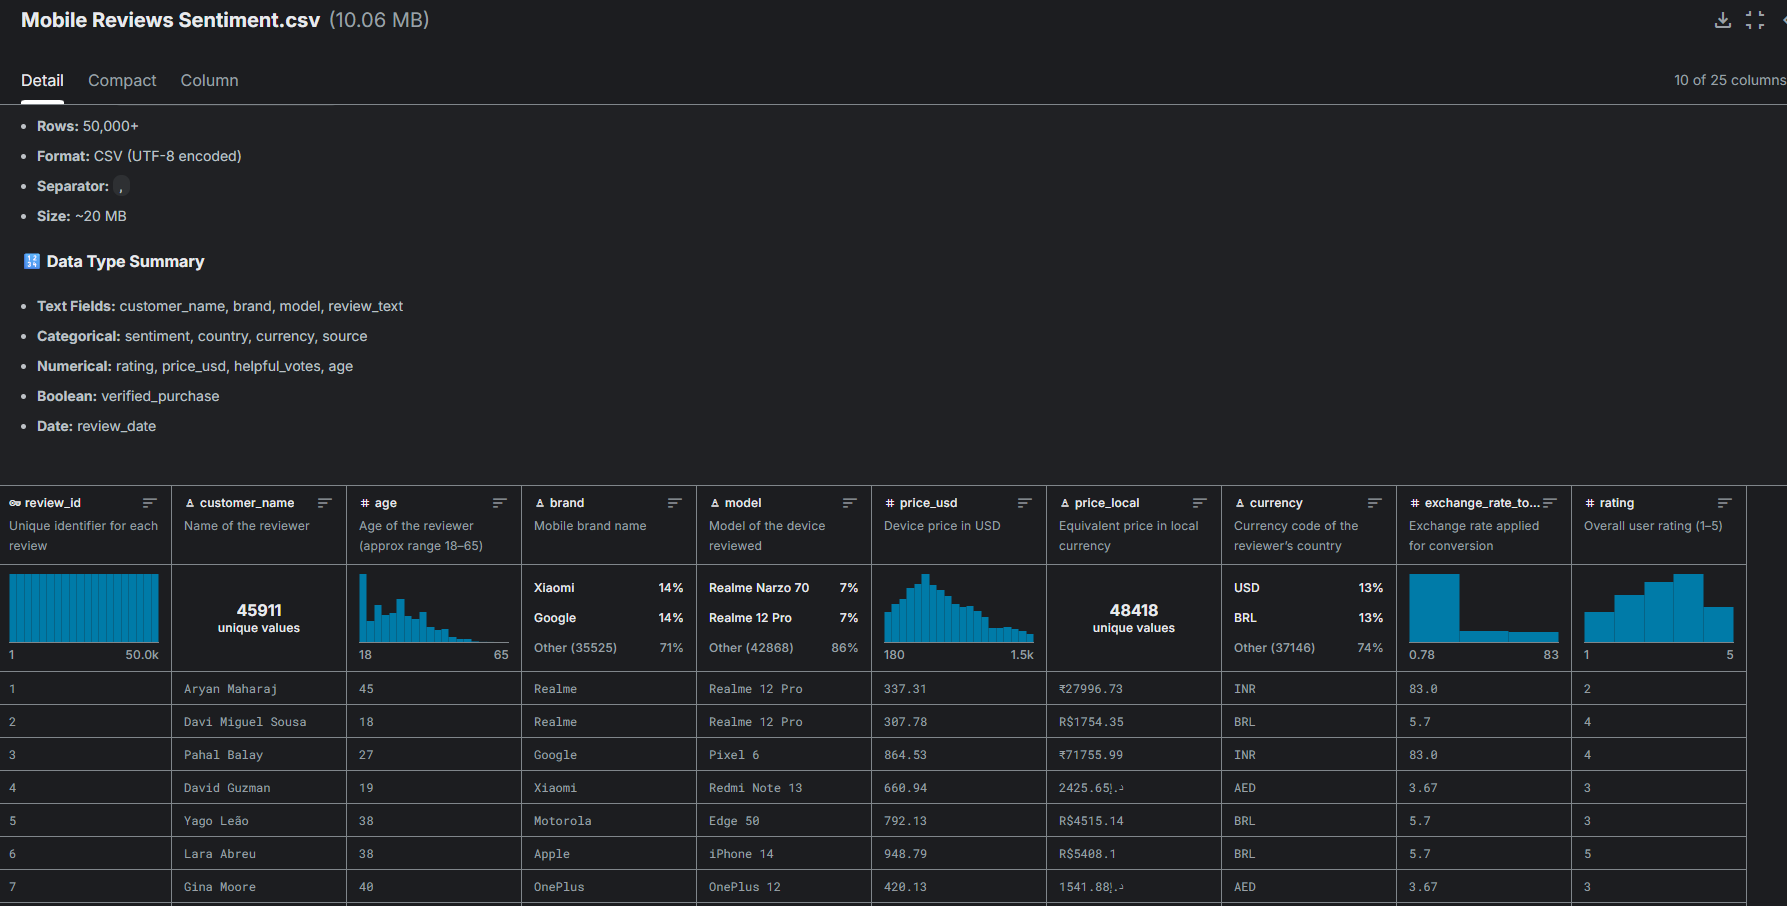 Mobile Reviews Sentiment.csv (10.06 MB)
Detail Compact Column 10 of 25 columns
Rows: 50,000+
Format: CSV (UTF-8 encoded)
Separator: ,
Size: ~20 MB
Data Type Summary
Text Fields: customer_name, brand, model, review_text
Categorical: sentiment, country, currency, source
Numerical: rating, price_usd, helpful_votes, age
Boolean: verified_purchase
Date: review_date
review_id
Unique identifier for each
review
1 50.0k
customer_name
Name of the reviewer
45911
unique values
# age
Age of the reviewer
(approx range 18–65)
18 65
brand
Mobile brand name
Xiaomi 14%
Google 14%
Other (35525) 71%
model
Model of the device
reviewed
Realme Narzo 70 7%
Realme 12 Pro 7%
Other (42868) 86%
# price_usd
Device price in USD
180 1.5k
price_local
Equivalent price in local
currency
48418
unique values
currency
Currency code of the
reviewer's country
USD 13%
BRL 13%
Other (37146) 74%
# exchange_rate_to...
Exchange rate applied
for conversion
0.78 83
# rating
Overall user rating (1–5)
1 5
1 Aryan Maharaj 45 Realme Realme 12 Pro 337.31 ₹27996.73 INR 83.0 2
2 Davi Miguel Sousa 18 Realme Realme 12 Pro 307.78 R$1754.35 BRL 5.7 4
3 Pahal Balay 27 Google Pixel 6 864.53 ₹71755.99 INR 83.0 4
4 David Guzman 19 Xiaomi Redmi Note 13 660.94 2425.65د.إ AED 3.67 3
5 Yago Leão 38 Motorola Edge 50 792.13 R$4515.14 BRL 5.7 3
6 Lara Abreu 38 Apple iPhone 14 948.79 R$5408.1 BRL 5.7 5
7 Gina Moore 40 OnePlus OnePlus 12 420.13 1541.88د.إ AED 3.67 3